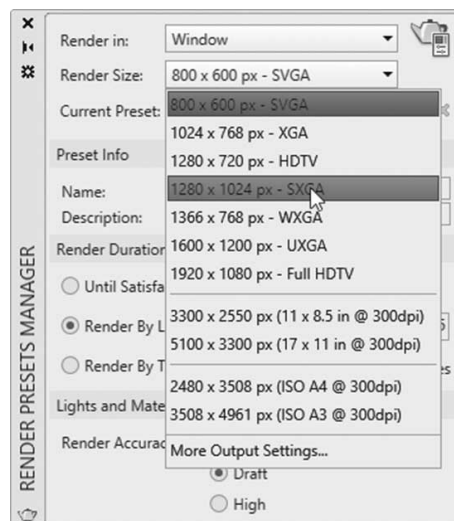 Render in: Window
Render Size: 800 x 600 px - SVGA
Current Preset: 800 x 600 px - SVGA
1024 x 768 px - XGA
Preset Info 1280 x 720 px - HDTV
Name: 1280 x 1024 px - SXGA
Description: 1366 x 768 px - WXGA
Render Duration 1600 x 1200 px - UXGA
1920 x 1080 px - Full HDTV
Until Satisfa
3300 x 2550 px (11 x 8.5 in @ 300dpi)
Render By L
5100 x 3300 px (17 x 11 in @ 300dpi)
Render By T es
2480 x 3508 px (ISO A4 @ 300dpi)
Lights and Mate 3508 x 4961 px (ISO A3 @ 300dpi)
Render Accurac More Output Settings...
Draft
High
RENDER PRESETS MANAGER